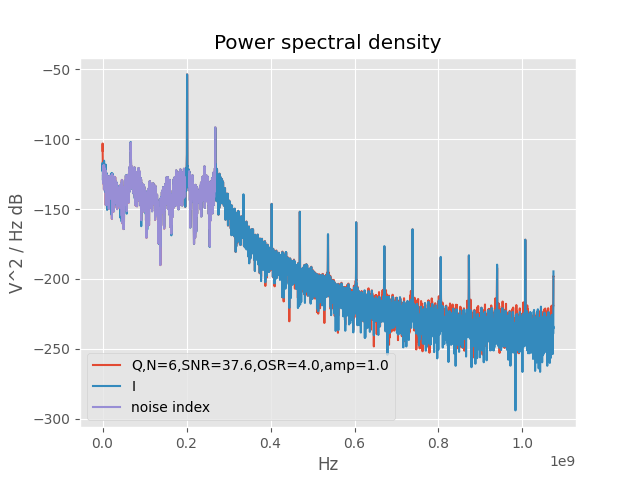 Power spectral density
V^2 / Hz dB
−50
−100
−150
−200
−250
−300
Q,N=6,SNR=37.6,OSR=4.0,amp=1.0
I
noise index
0.0 0.2 0.4 0.6 0.8 1.0
1e9
Hz